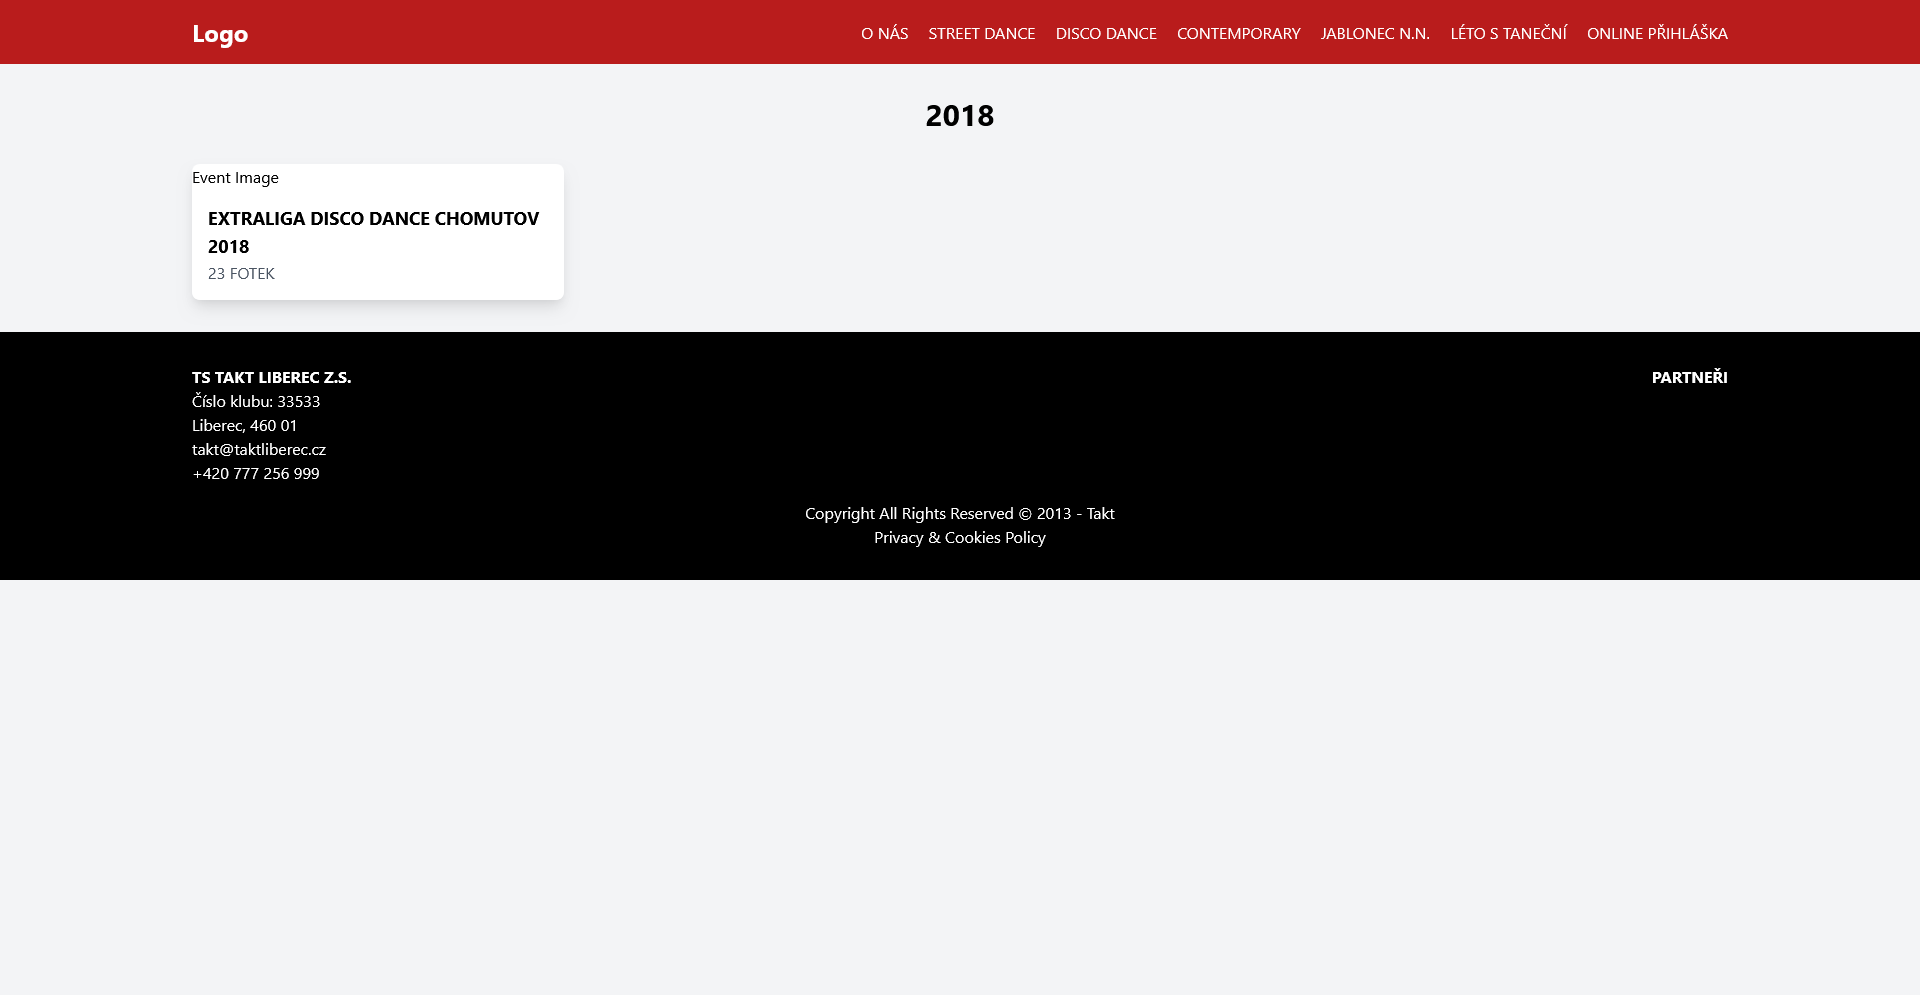 Logo
O NÁS STREET DANCE DISCO DANCE CONTEMPORARY JABLONEC N.N. LÉTO S TANEČNÍ ONLINE PŘIHLÁŠKA
2018
Event Image
EXTRALIGA DISCO DANCE CHOMUTOV
2018
23 FOTEK
TS TAKT LIBEREC Z.S.
Číslo klubu: 33533
Liberec, 460 01
takt@taktliberec.cz
+420 777 256 999
PARTNEŘI
Copyright All Rights Reserved © 2013 - Takt
Privacy & Cookies Policy